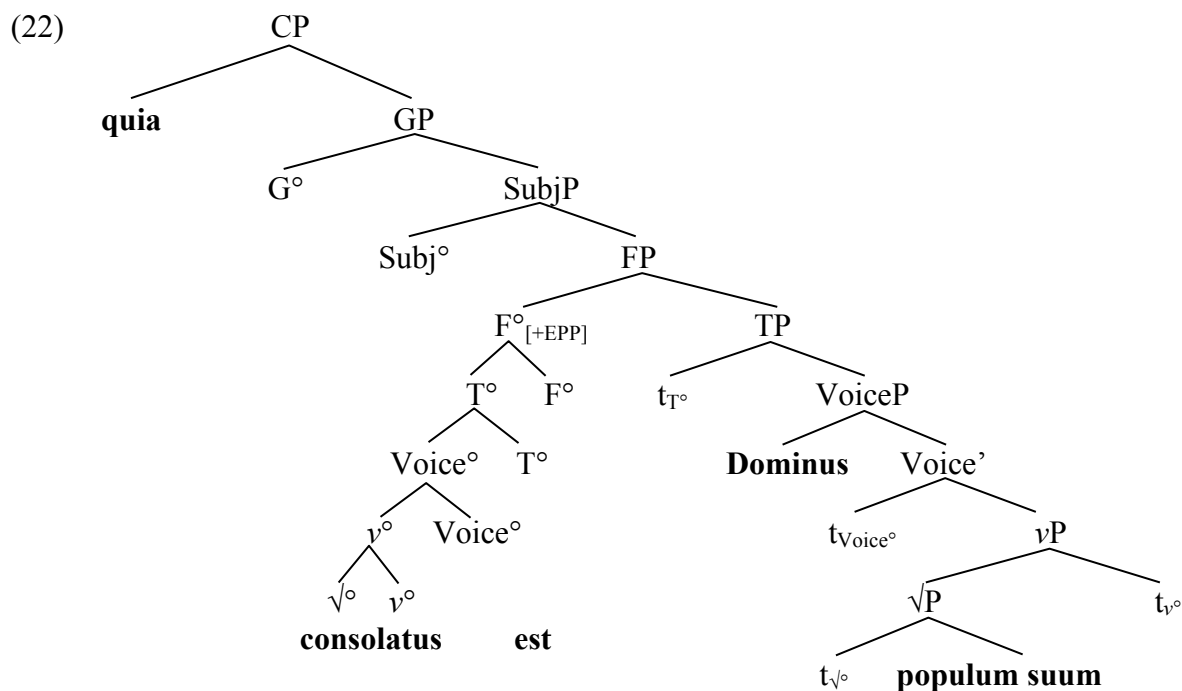 (22) CP
quia GP
G° SubjP
Subj° FP
F°[+EPP] TP
T° F° tT° VoiceP
Voice° T° Dominus Voice’
v° Voice° tVoice° vP
√° v° √P tv°
consolatus est t√° populum suum